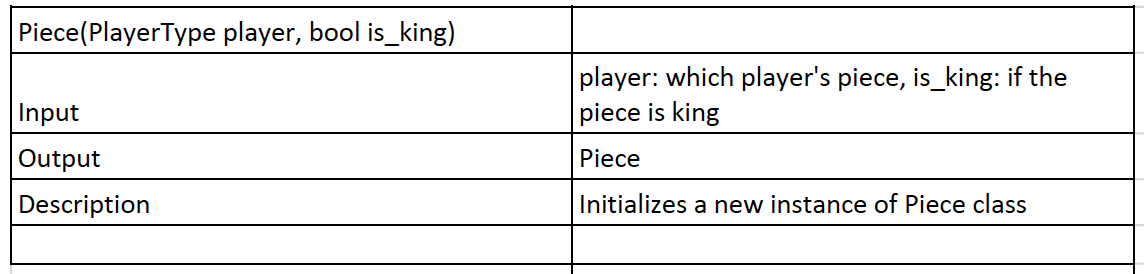 Piece(PlayerType player, bool is_king)
player: which player's piece, is_king: if the
Input
piece is king
Output
Piece
Description
Initializes a new instance of Piece class